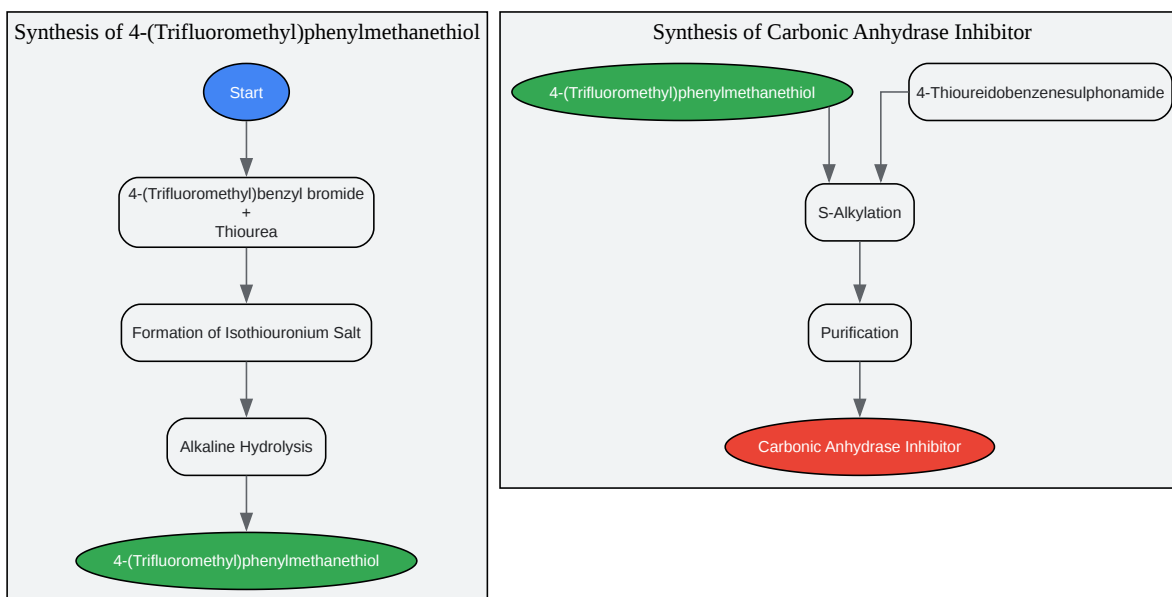 Synthesis of 4-(Trifluoromethyl)phenylmethanethiol
Start
4-(Trifluoromethyl)benzyl bromide
+
Thiourea
Formation of Isothiouronium Salt
Alkaline Hydrolysis
4-(Trifluoromethyl)phenylmethanethiol
Synthesis of Carbonic Anhydrase Inhibitor
4-(Trifluoromethyl)phenylmethanethiol
4-Thioureidobenzenesulphonamide
S-Alkylation
Purification
Carbonic Anhydrase Inhibitor